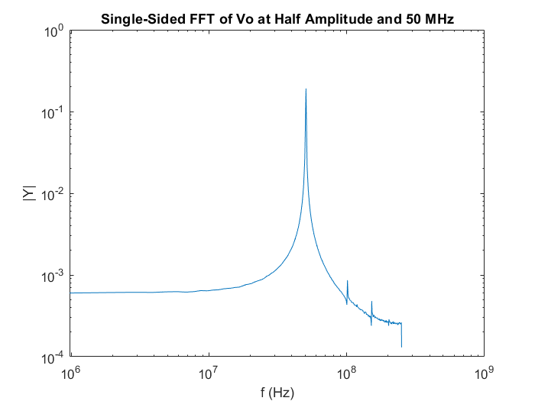 Single-Sided FFT of Vo at Half Amplitude and 50 MHz
10^0
10^-1
10^-2
10^-3
10^-4
|Y|
10^6 10^7 10^8 10^9
f (Hz)